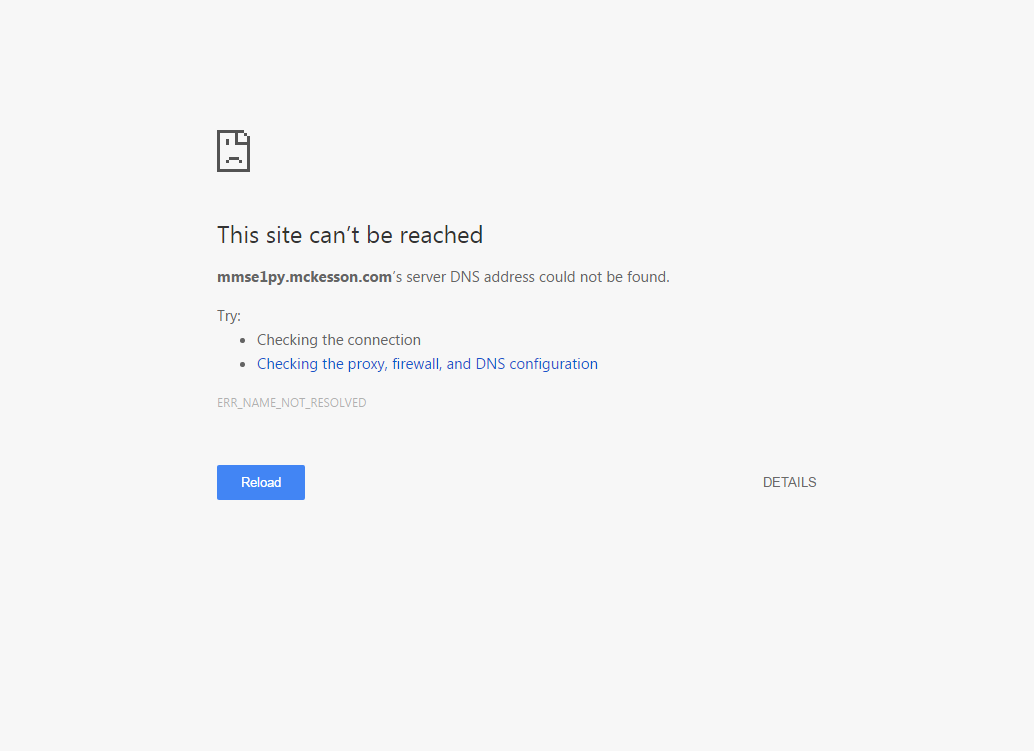 This site can’t be reached
mmse1py.mckesson.com’s server DNS address could not be found.
Try:
Checking the connection
Checking the proxy, firewall, and DNS configuration
ERR_NAME_NOT_RESOLVED
Reload
DETAILS